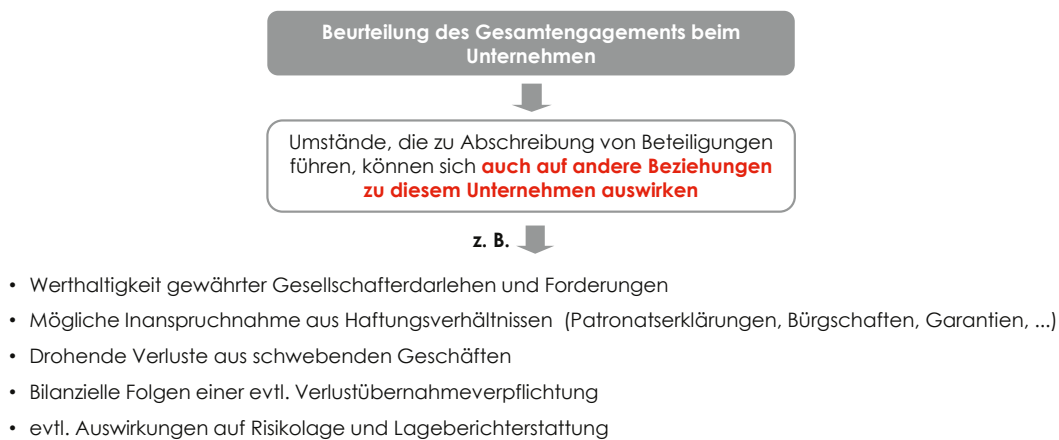 Beurteilung des Gesamtengagements beim
Unternehmen
Umstände, die zu Abschreibung von Beteiligungen
führen, können sich auch auf andere Beziehungen
zu diesem Unternehmen auswirken
z. B.
• Werthaltigkeit gewährter Gesellschafterdarlehen und Forderungen
• Mögliche Inanspruchnahme aus Haftungsverhältnissen (Patronatserklärungen, Bürgschaften, Garantien, ...)
• Drohende Verluste aus schwebenden Geschäften
• Bilanzielle Folgen einer evtl. Verlustübernahmeverpflichtung
• evtl. Auswirkungen auf Risikolage und Lageberichterstattung